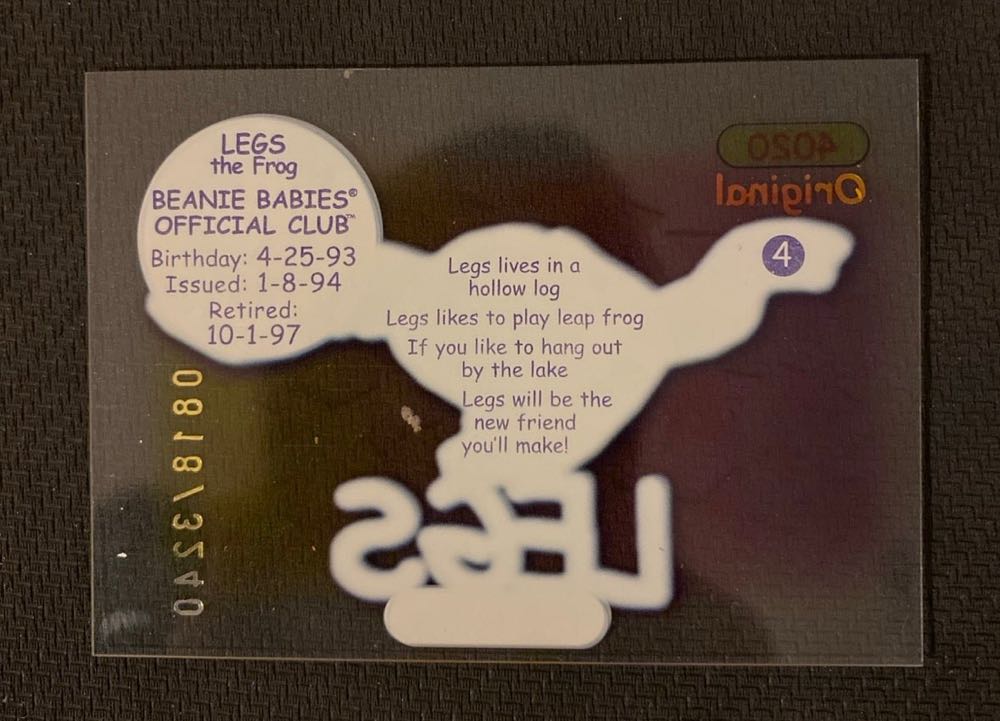 LEGS
the Frog
BEANIE BABIES®
OFFICIAL CLUB™
Birthday: 4-25-93
Issued: 1-8-94
Retired:
10-1-97
4020
Original
4
Legs lives in a
hollow log
Legs likes to play leap frog
If you like to hang out
by the lake
Legs will be the
new friend
you'll make!
0818/3240
LEGS